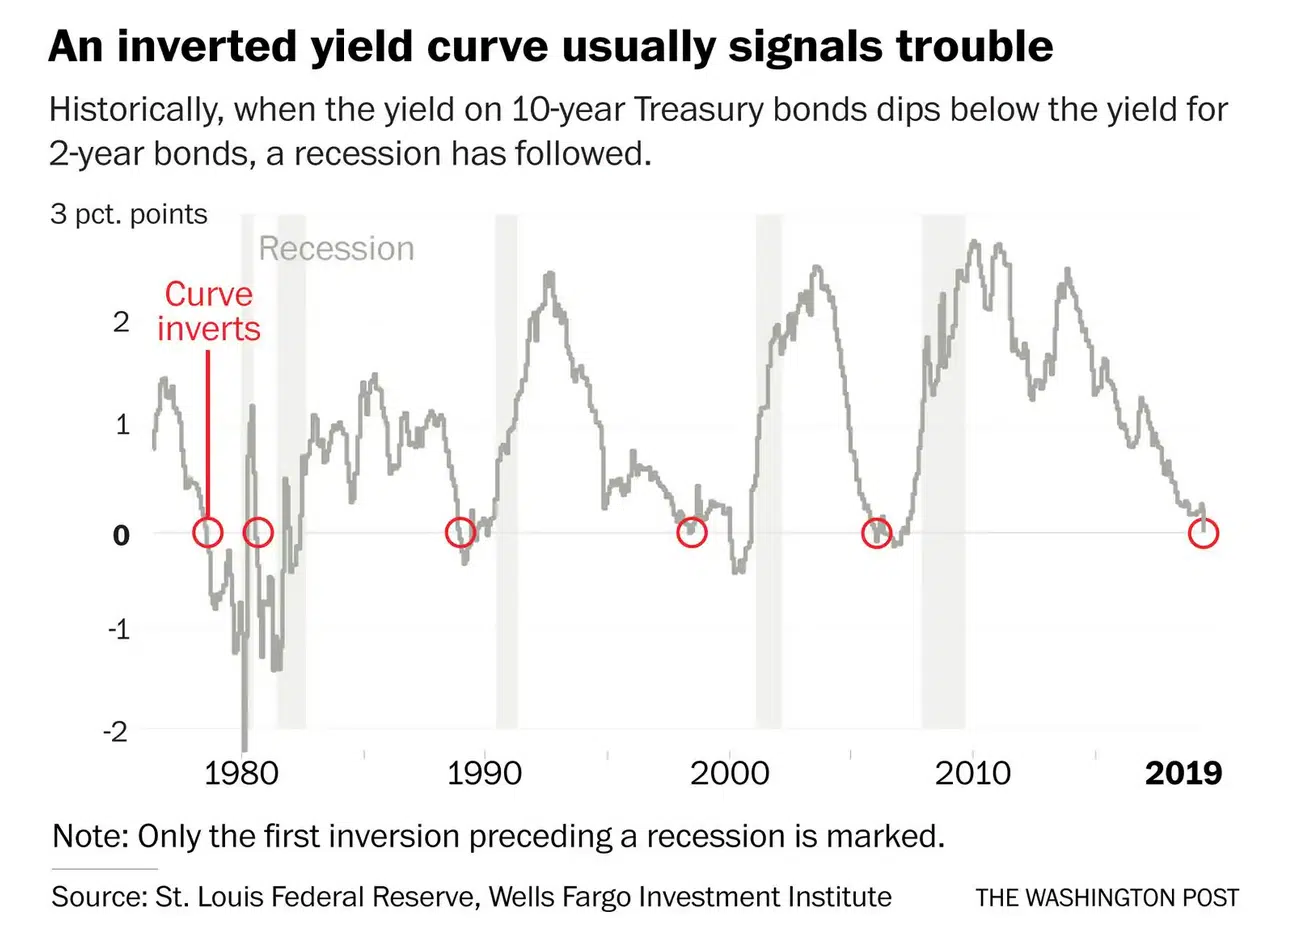 An inverted yield curve usually signals trouble
Historically, when the yield on 10-year Treasury bonds dips below the yield for
2-year bonds, a recession has followed.
3 pct. points
Recession
Curve
inverts
2
1
0
-1
-2
1980
1990
2000
2010
2019
Note: Only the first inversion preceding a recession is marked.
Source: St. Louis Federal Reserve, Wells Fargo Investment Institute
THE WASHINGTON POST